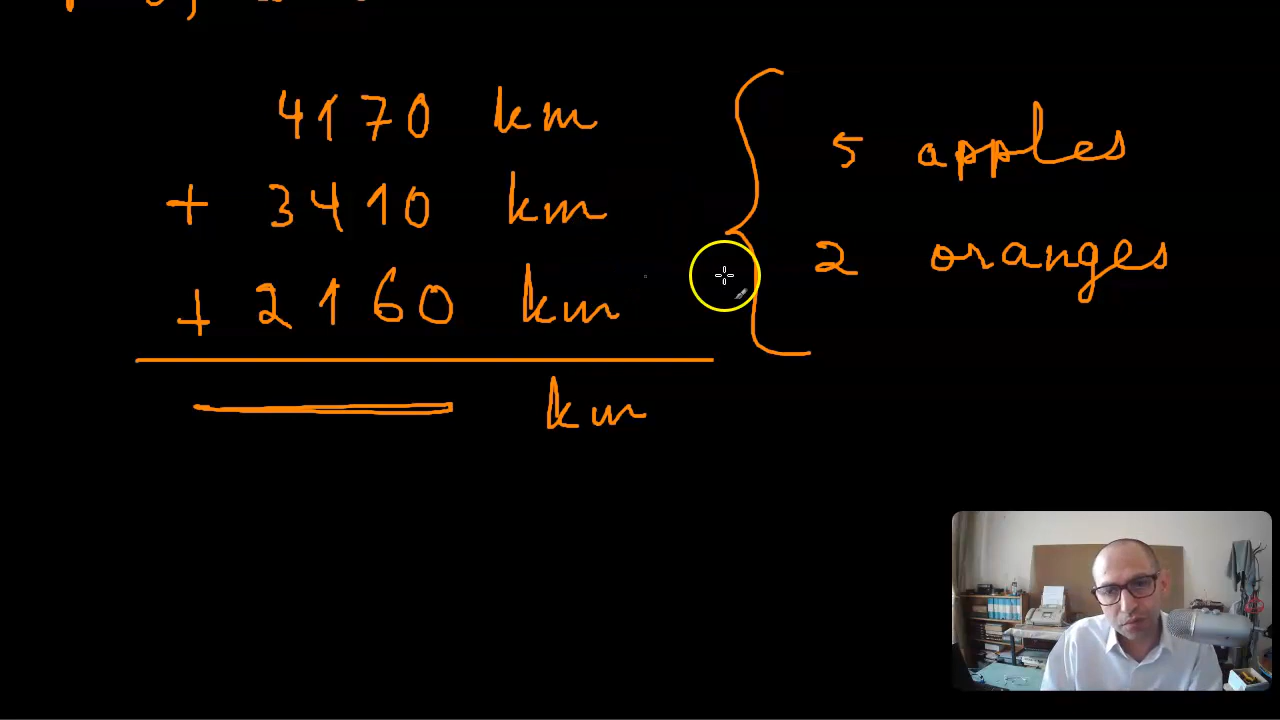 4170 km
+ 3410 km
+ 2160 km
km
5 apples
2 oranges